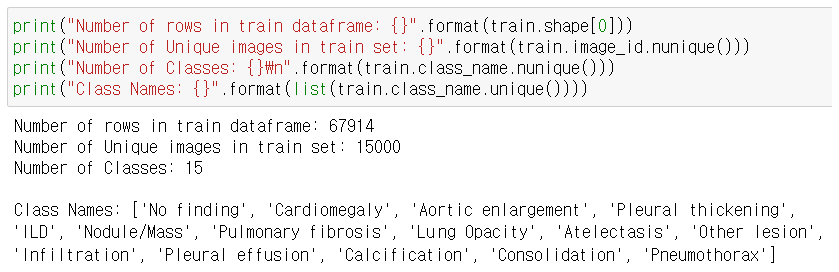 print("Number of rows in train dataframe: {}".format(train.shape[0]))
print("Number of Unique images in train set: {}".format(train.image_id.nunique()))
print("Number of Classes: {}₩n".format(train.class_name.nunique()))
print("Class Names: {}".format(list(train.class_name.unique())))
Number of rows in train dataframe: 67914
Number of Unique images in train set: 15000
Number of Classes: 15
Class Names: ['No finding', 'Cardiomegaly', 'Aortic enlargement', 'Pleural thickening',
'ILD', 'Nodule/Mass', 'Pulmonary fibrosis', 'Lung Opacity', 'Atelectasis', 'Other lesion',
'Infiltration', 'Pleural effusion', 'Calcification', 'Consolidation', 'Pneumothorax']